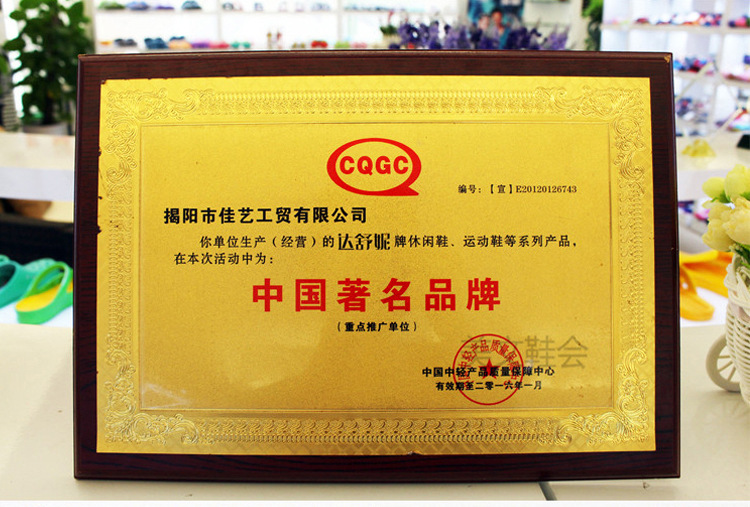 CQGC
编号：【宣】E20120126743
揭阳市佳艺工贸有限公司
你单位生产（经营）的达舒妮牌休闲鞋、运动鞋等系列产品，
在本次活动中为：
中国著名品牌
（重点推广单位）
中国中轻产品质量保障中心
有效期至二零一六年一月